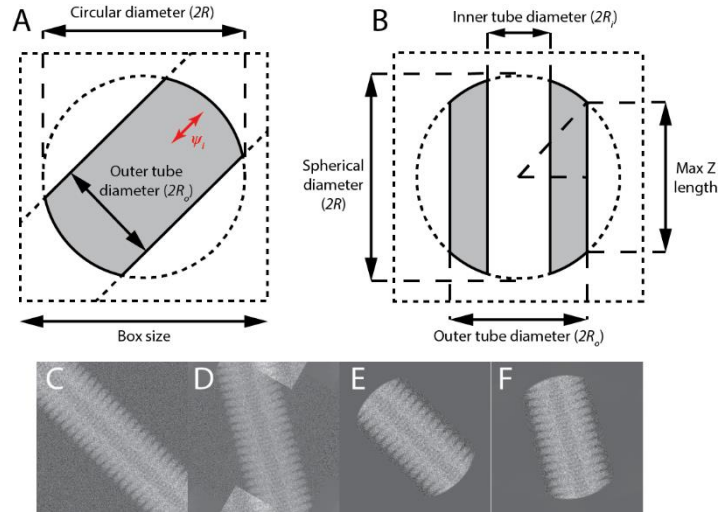 A
Circular diameter (2R)
ψi
Outer tube
diameter (2Ro)
Box size
B
Inner tube diameter (2Ri)
Spherical
diameter
(2R)
Max Z
length
Outer tube diameter (2Ro)
C
D
E
F